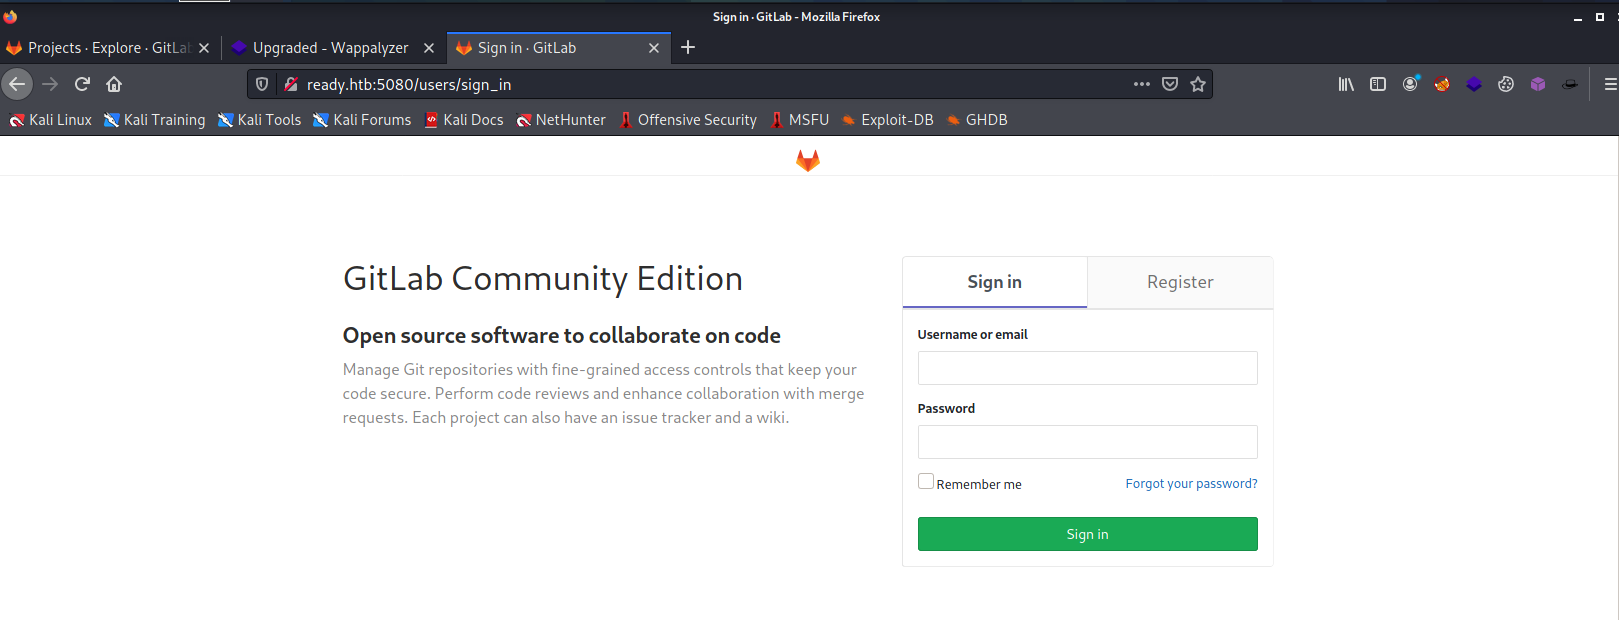 Sign in · GitLab - Mozilla Firefox
Projects · Explore · GitLab
Upgraded - Wappalyzer
Sign in · GitLab
ready.htb:5080/users/sign_in
Kali Linux Kali Training Kali Tools Kali Forums Kali Docs NetHunter Offensive Security MSFU Exploit-DB GHDB
GitLab Community Edition
Open source software to collaborate on code
Manage Git repositories with fine-grained access controls that keep your
code secure. Perform code reviews and enhance collaboration with merge
requests. Each project can also have an issue tracker and a wiki.
Sign in Register
Username or email
Password
Remember me Forgot your password?
Sign in